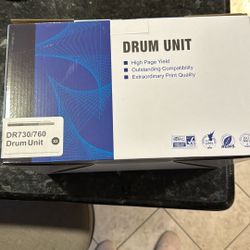 DRUM UNIT
High Page Yield
Outstanding Compatibility
Extraordinary Print Quality
DR730/760
Drum Unit